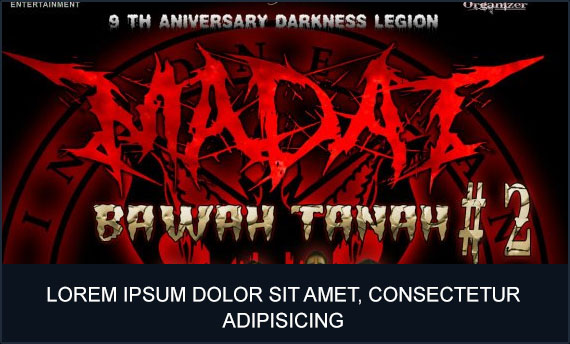 ENTERTAINMENT
Organizer
9 TH ANIVERSARY DARKNESS LEGION
MADAT
BAWAH TANAH #2
LOREM IPSUM DOLOR SIT AMET, CONSECTETUR
ADIPISICING